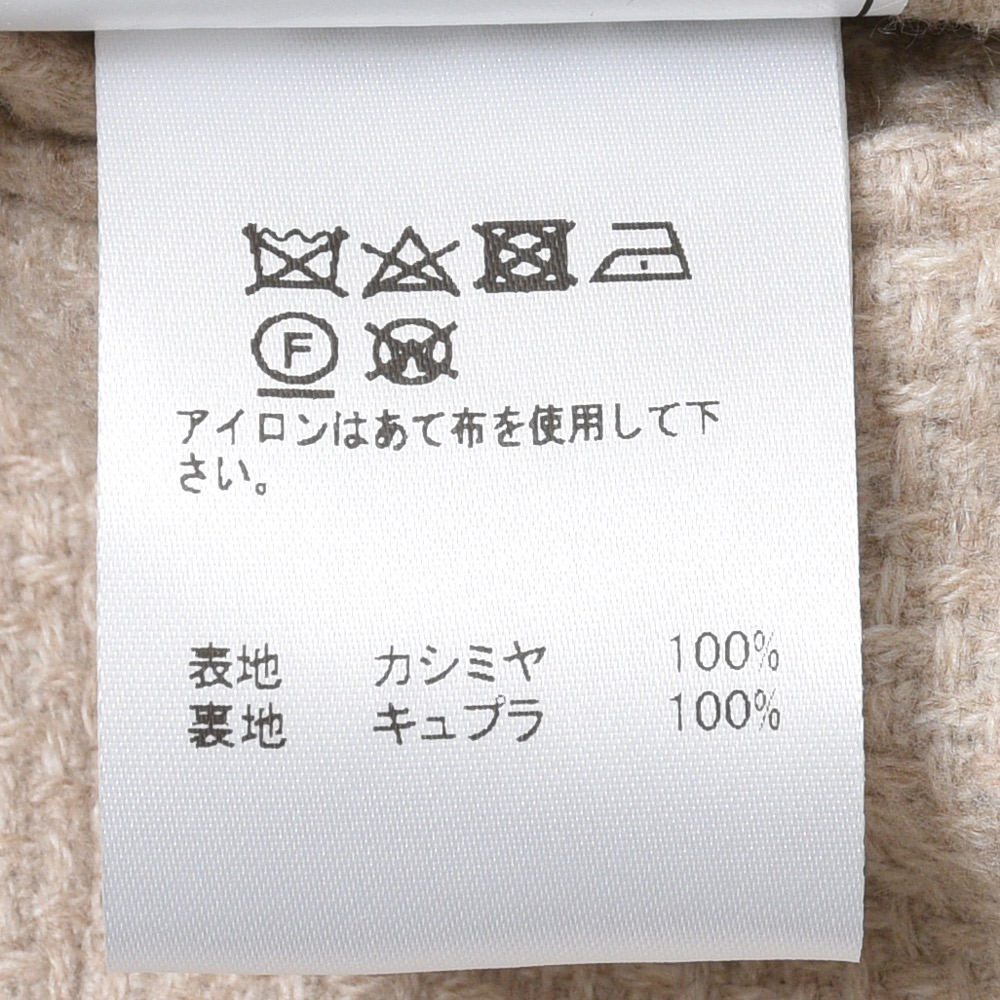 F
W
アイロンはあて布を使用して下
さい。
表地 カシミヤ 100%
裏地 キュプラ 100%